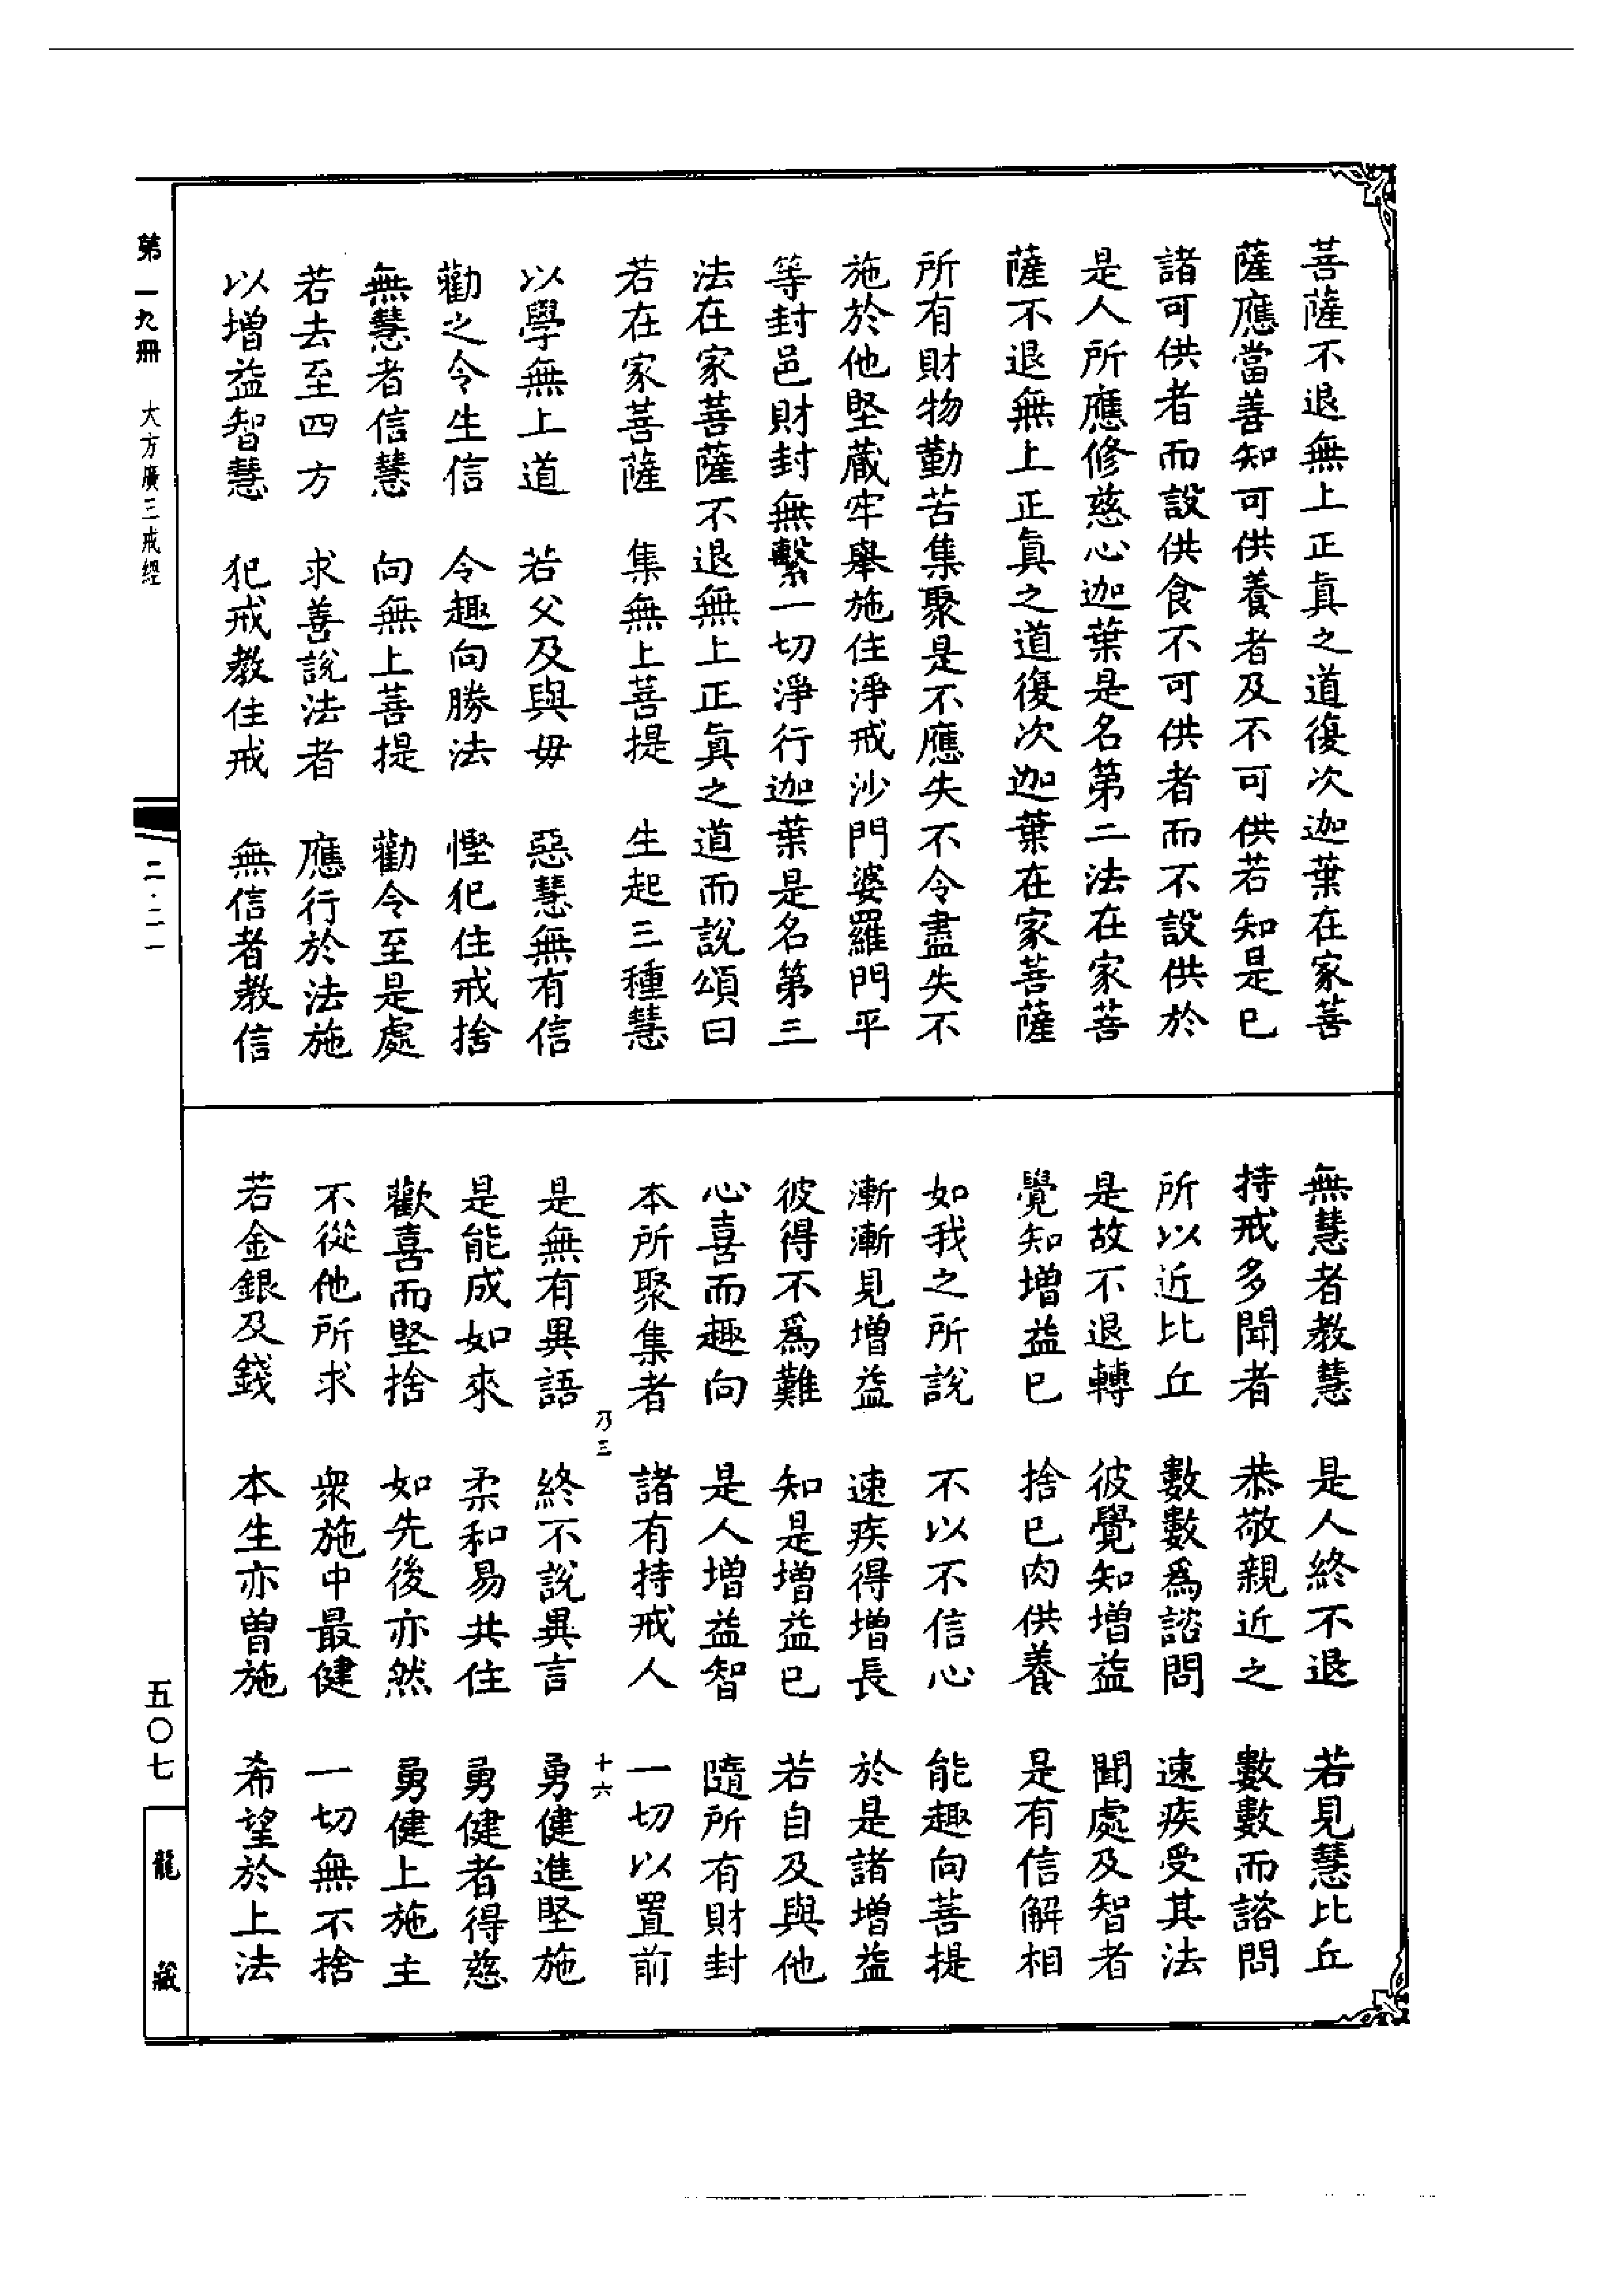 菩薩不退無上正眞之道復次迦葉在家菩
薩應當善知可供養者及不可供若知是已
諸可供者而設供食不可供者而不設供於
是人所應修慈心迦葉是名第二法在家菩
薩不退無上正眞之道復次迦葉在家菩薩
所有財物勤苦集聚是不應失不令盡失不
施於他堅藏牢舉施住淨戒沙門婆羅門平
等封邑財封無繫一切淨行迦葉是名第三
法在家菩薩不退無上正眞之道而說頌曰
若在家菩薩　集無上菩提　生起三種慧
以學無上道　若父及與毋　惡慧無有信
勸之令生信　令趣向勝法　慳犯住戒捨
無慧者信慧　向無上菩提　勸令至是處
若去至四方　求善說法者　應行於法施
以增益智慧　犯戒教住戒　無信者教信
無慧者教慧　是人終不退　若見慧比丘
持戒多聞者　恭敬親近之　數數而諮問
所以近比丘　數數爲諮問　速疾受其法
是故不退轉　彼覺知增益　聞處及智者
覺知增益已　捨已肉供養　是有信解相
如我之所說　不以不信心　能趣向菩提
漸漸見增益　速疾得增長　於是諸增益
彼得不爲難　知是增益已　若自及與他
心喜而趣向　是人增益智　隨所有財封
本所聚集者　諸有持戒人　一切以置前
乃三　十六
是無有異語　終不說異言　勇健進堅施
是能成如來　柔和易共住　勇健者得慈
歡喜而堅捨　如先後亦然　勇健上施主
不從他所求　衆施中最健　一切無不捨
若金銀及錢　本生亦曽施　希望於上法
第一九冊　大方廣三戒經　二·二一　五〇七　龍藏